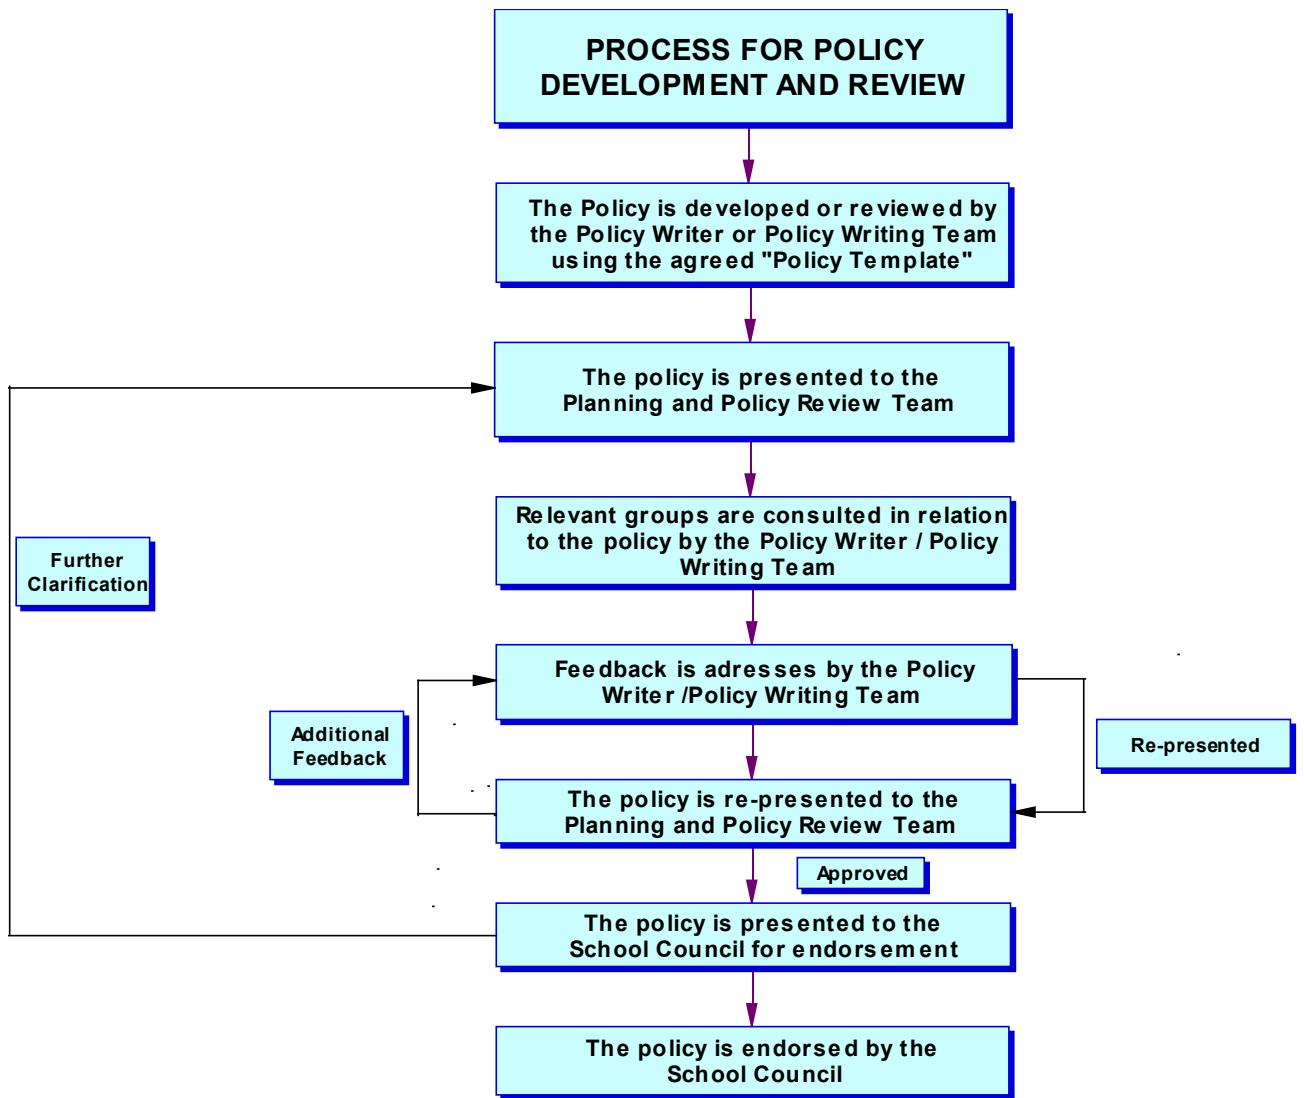 PROCESS FOR POLICY
DEVELOPMENT AND REVIEW
The Policy is developed or reviewed by
the Policy Writer or Policy Writing Team
using the agreed "Policy Template"
The policy is presented to the
Planning and Policy Review Team
Relevant groups are consulted in relation
to the policy by the Policy Writer / Policy
Writing Team
Further
Clarification
Feedback is adresses by the Policy
Writer /Policy Writing Team
Additional
Feedback
Re-presented
The policy is re-presented to the
Planning and Policy Review Team
Approved
The policy is presented to the
School Council for endorsement
The policy is endorsed by the
School Council